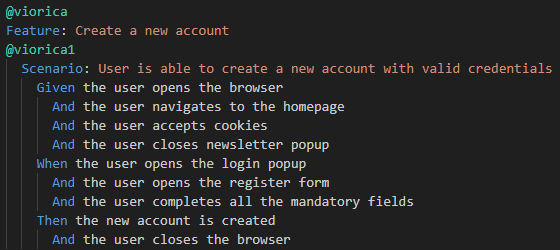 @viorica
Feature: Create a new account
@viorica1
Scenario: User is able to create a new account with valid credentials
Given the user opens the browser
And the user navigates to the homepage
And the user accepts cookies
And the user closes newsletter popup
When the user opens the login popup
And the user opens the register form
And the user completes all the mandatory fields
Then the new account is created
And the user closes the browser